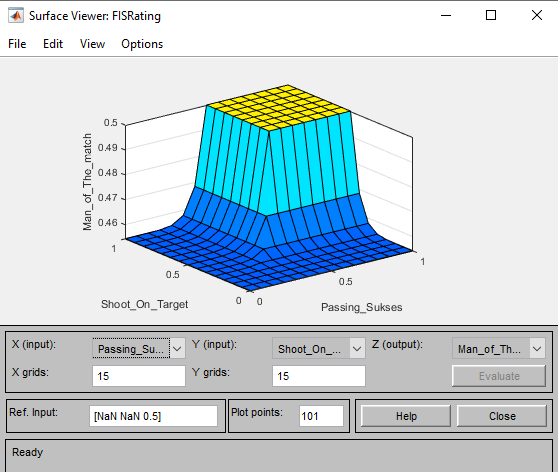 Surface Viewer: FISRating
File Edit View Options
0.5
0.49
0.48
0.47
0.46
Man_of_The_match
1
0.5
0
Shoot_On_Target
0
0.5
1
Passing_Sukses
X (input): Passing_Su... Y (input): Shoot_On_... Z (output): Man_of_Th...
X grids: 15 Y grids: 15 Evaluate
Ref. Input: [NaN NaN 0.5] Plot points: 101 Help Close
Ready